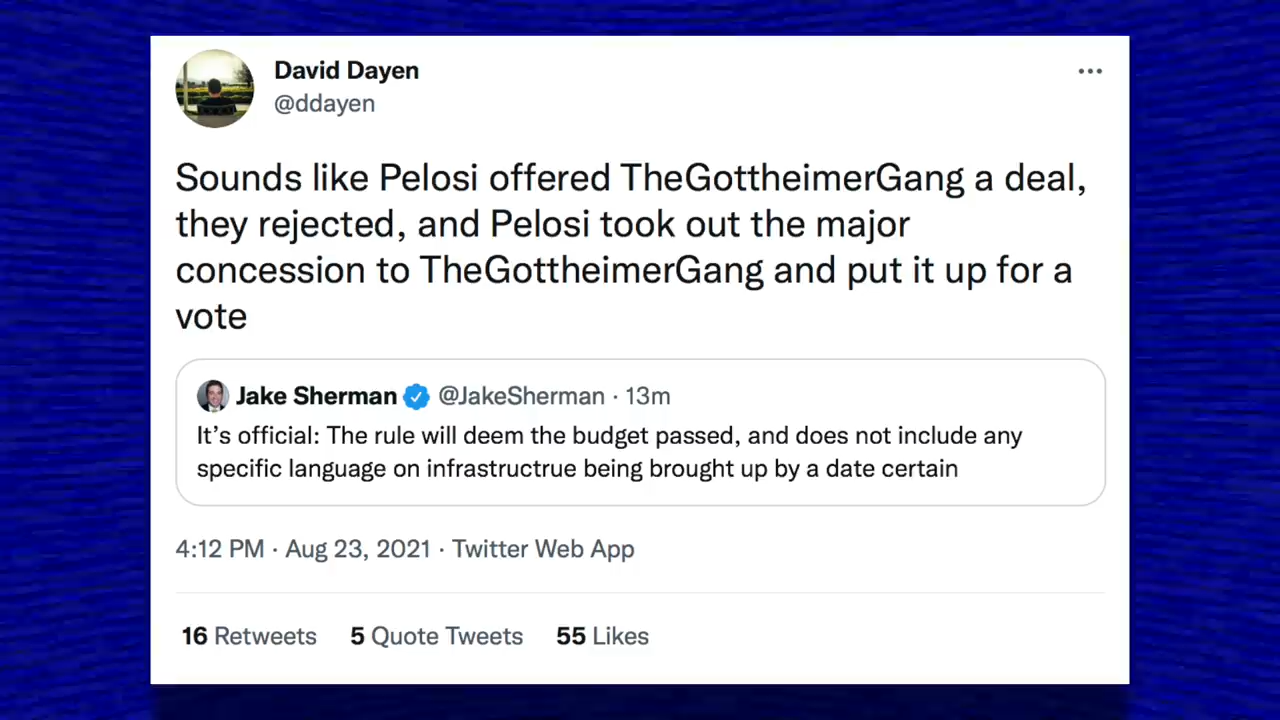 David Dayen
@ddayen
Sounds like Pelosi offered TheGottheimerGang a deal,
they rejected, and Pelosi took out the major
concession to TheGottheimerGang and put it up for a
vote
Jake Sherman @JakeSherman · 13m
It’s official: The rule will deem the budget passed, and does not include any
specific language on infrastructrue being brought up by a date certain
4:12 PM · Aug 23, 2021 · Twitter Web App
16 Retweets 5 Quote Tweets 55 Likes